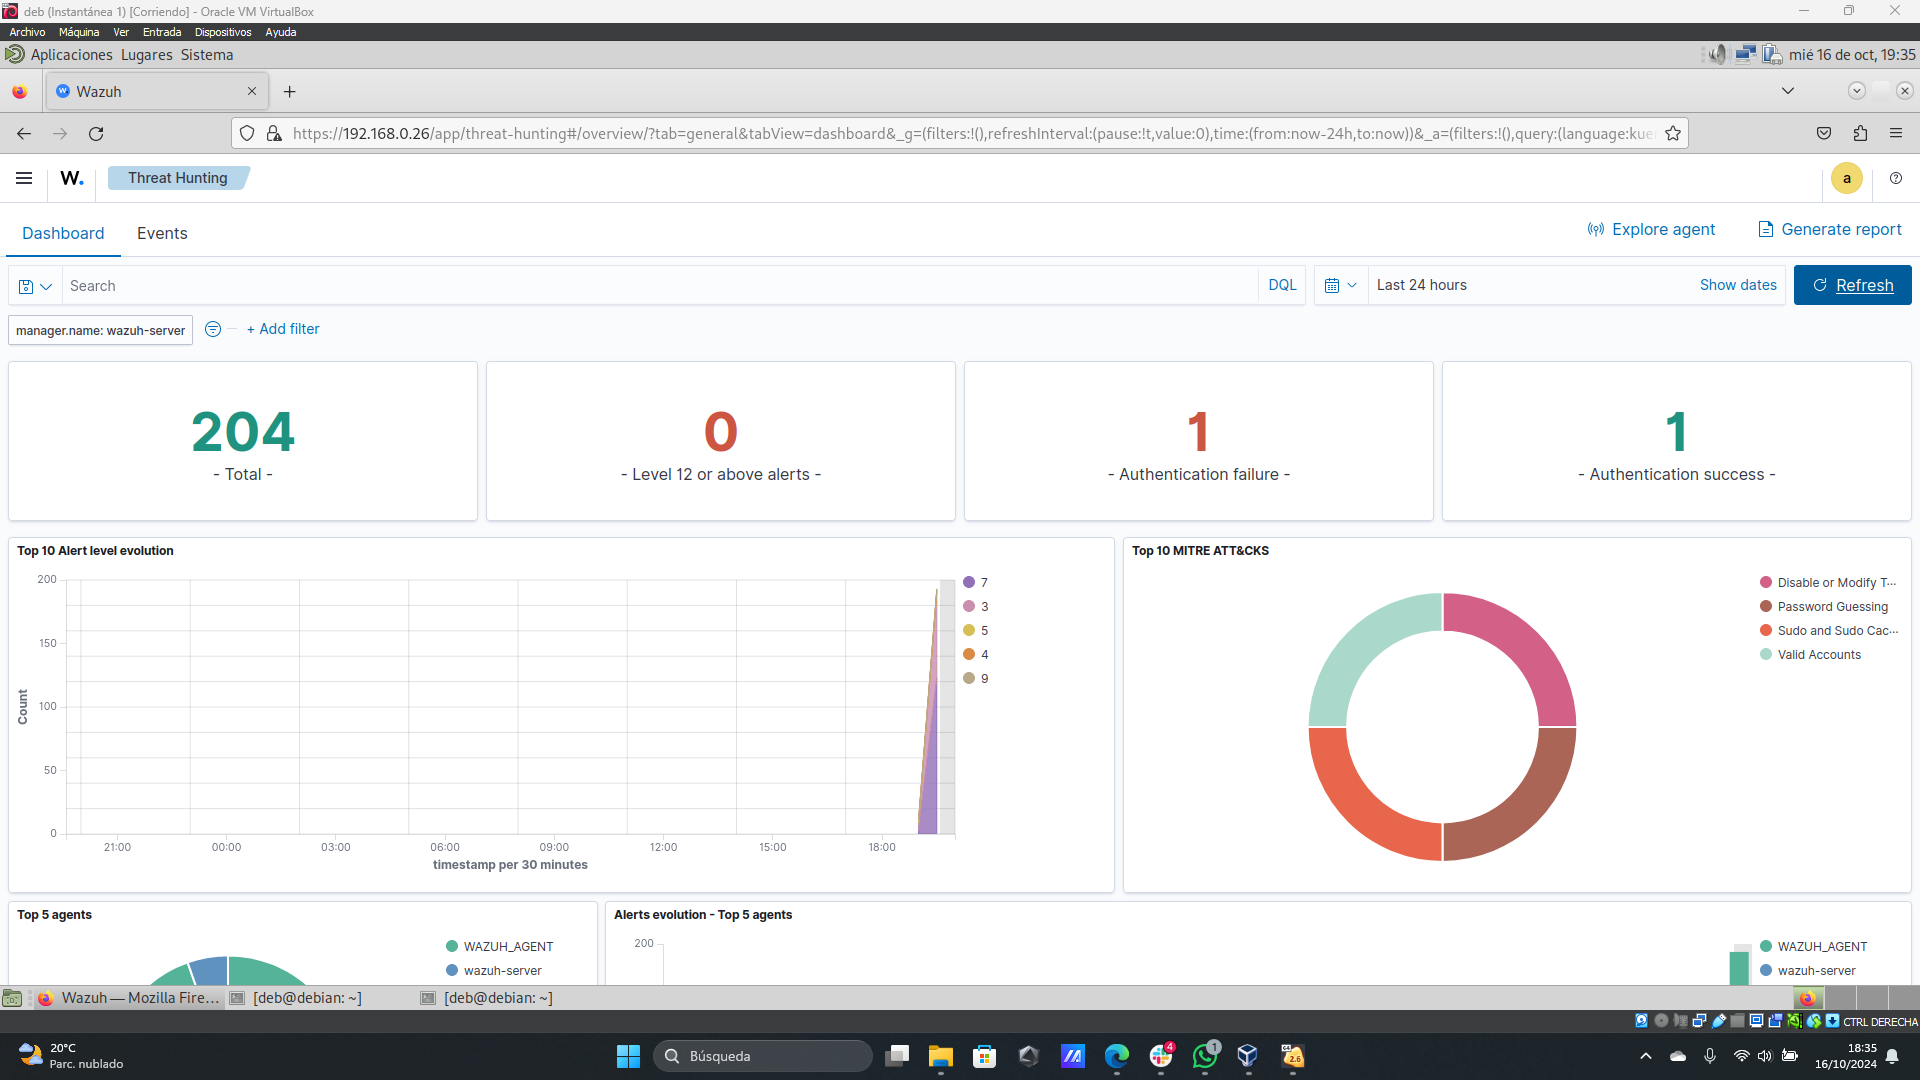 deb (Instantánea 1) [Corriendo] - Oracle VM VirtualBox
Archivo Máquina Ver Entrada Dispositivos Ayuda
Aplicaciones Lugares Sistema
mié 16 de oct, 19:35
Wazuh
https://192.168.0.26/app/threat-hunting#/overview/?tab=general&tabView=dashboard&_g=(filters:!(),refreshInterval:(pause:!t,value:0),time:(from:now-24h,to:now))&_a=(filters:!(),query:(language:kue
W. Threat Hunting
a
Dashboard Events
Explore agent Generate report
Search
DQL
Last 24 hours
Show dates
Refresh
manager.name: wazuh-server
+ Add filter
204
- Total -
0
- Level 12 or above alerts -
1
- Authentication failure -
1
- Authentication success -
Top 10 Alert level evolution
200
150
100
50
0
Count
21:00 00:00 03:00 06:00 09:00 12:00 15:00 18:00
timestamp per 30 minutes
7
3
5
4
9
Top 10 MITRE ATT&CKS
Disable or Modify T...
Password Guessing
Sudo and Sudo Cac...
Valid Accounts
Top 5 agents
WAZUH_AGENT
wazuh-server
Alerts evolution - Top 5 agents
200
WAZUH_AGENT
wazuh-server
Wazuh — Mozilla Fire...
[deb@debian: ~]
[deb@debian: ~]
CTRL DERECHA
20°C
Parc. nublado
Búsqueda
4
1
64
2.6
18:35
16/10/2024